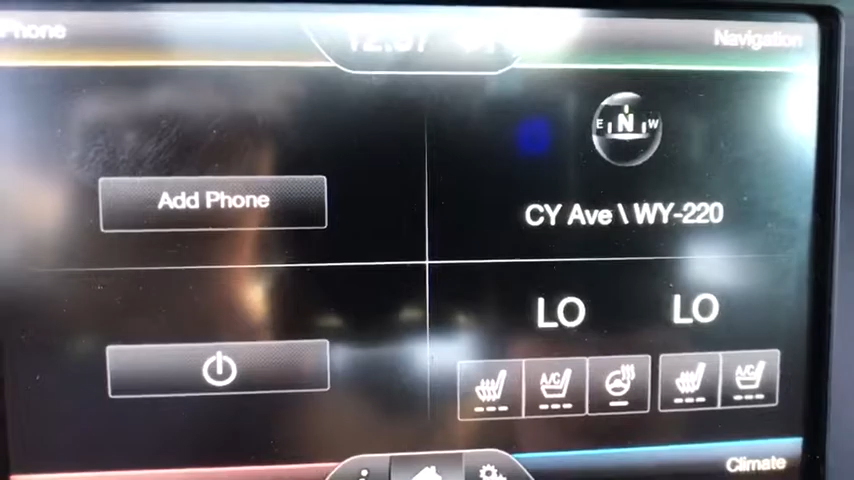 Phone
Navigation
E N W
Add Phone
CY Ave \ WY-220
LO LO
A/C
A/C
i
Climate